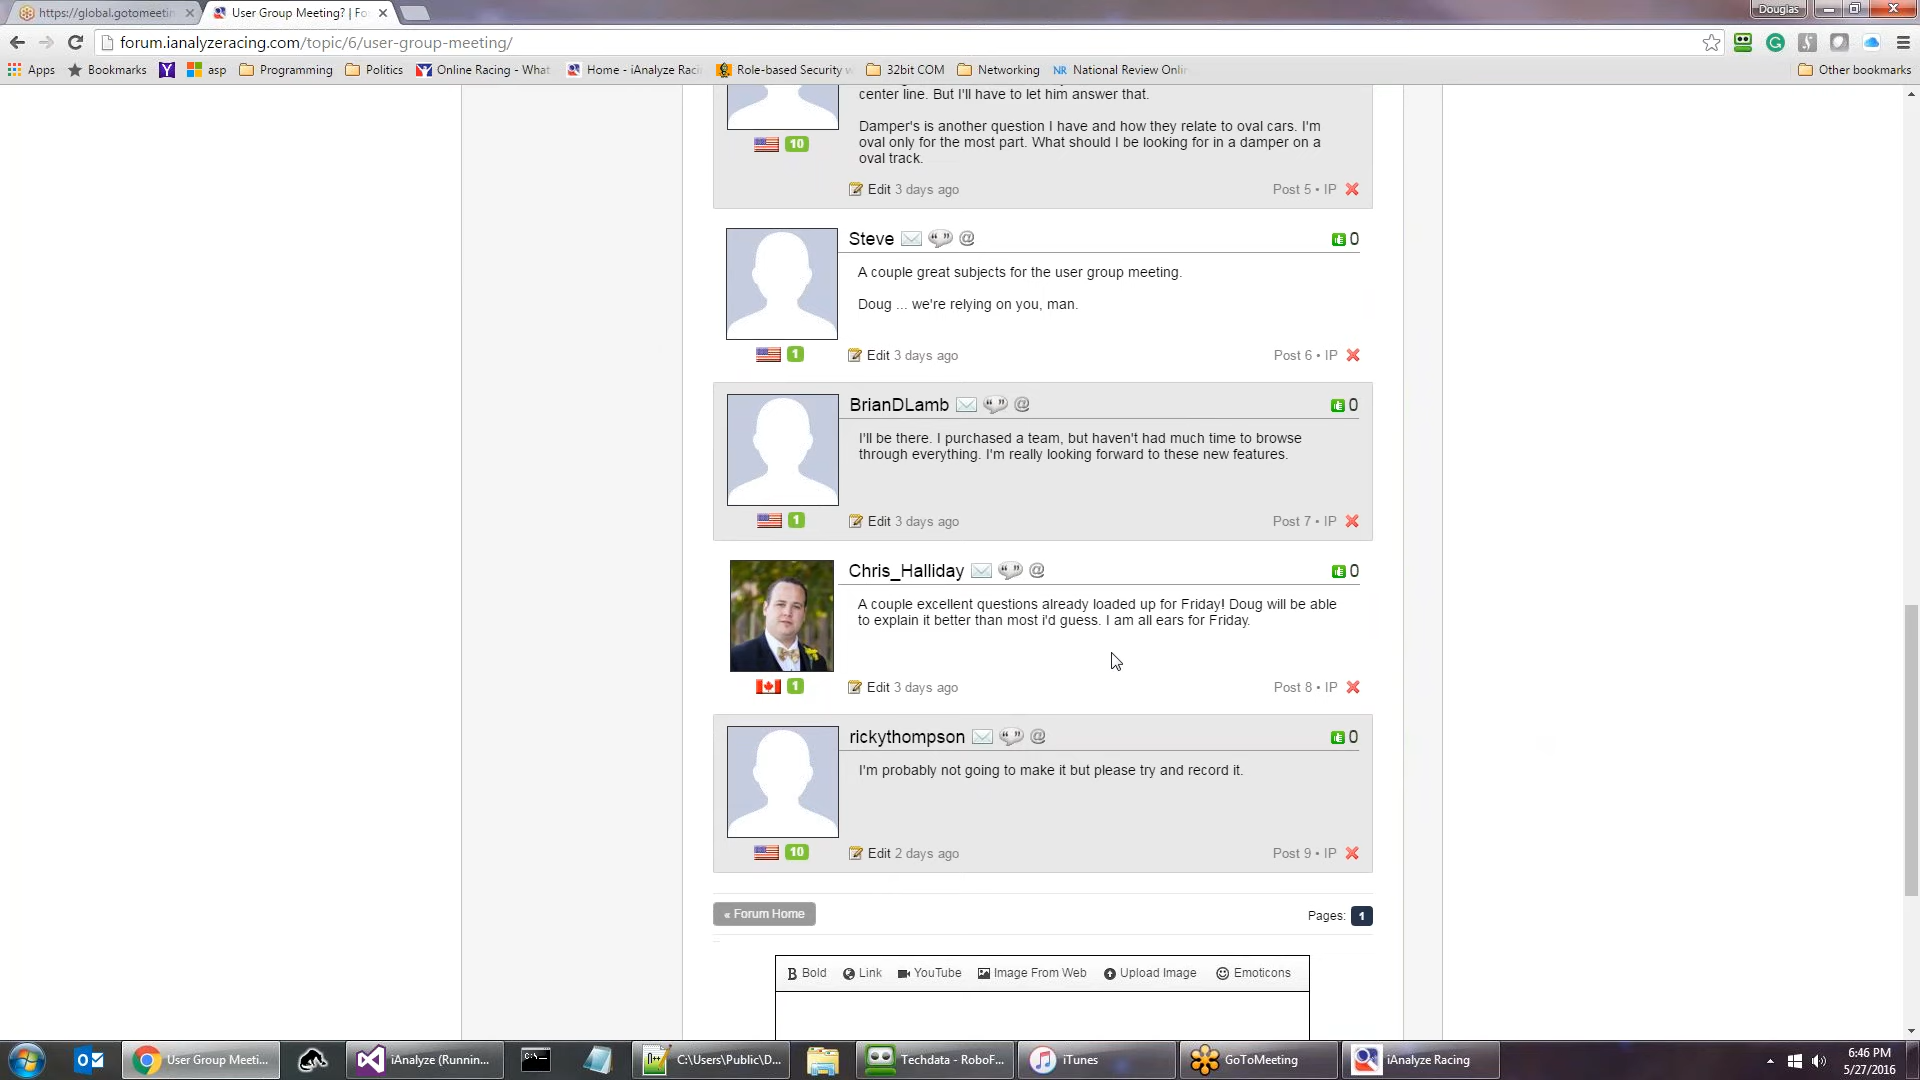 https://global.gotomeetin
User Group Meeting? | Fo
Douglas
forum.ianalyzeracing.com/topic/6/user-group-meeting/
Apps
Bookmarks
asp
Programming
Politics
Online Racing - What
Home - iAnalyze Raci
Role-based Security
32bit COM
Networking
NR National Review Onli
Other bookmarks
center line. But I'll have to let him answer that.
Damper's is another question I have and how they relate to oval cars. I'm
oval only for the most part. What should I be looking for in a damper on a
oval track.
10
Edit 3 days ago
Post 5 • IP
Steve
0
A couple great subjects for the user group meeting.
Doug ... we're relying on you, man.
1
Edit 3 days ago
Post 6 • IP
BrianDLamb
0
I'll be there. I purchased a team, but haven't had much time to browse
through everything. I'm really looking forward to these new features.
1
Edit 3 days ago
Post 7 • IP
Chris_Halliday
0
A couple excellent questions already loaded up for Friday! Doug will be able
to explain it better than most i'd guess. I am all ears for Friday.
1
Edit 3 days ago
Post 8 • IP
rickythompson
0
I'm probably not going to make it but please try and record it.
10
Edit 2 days ago
Post 9 • IP
« Forum Home
Pages: 1
Bold
Link
YouTube
Image From Web
Upload Image
Emoticons
User Group Meeti...
iAnalyze (Runnin...
C:\Users\Public\D...
Techdata - RoboF...
iTunes
GoToMeeting
iAnalyze Racing
6:46 PM
5/27/2016